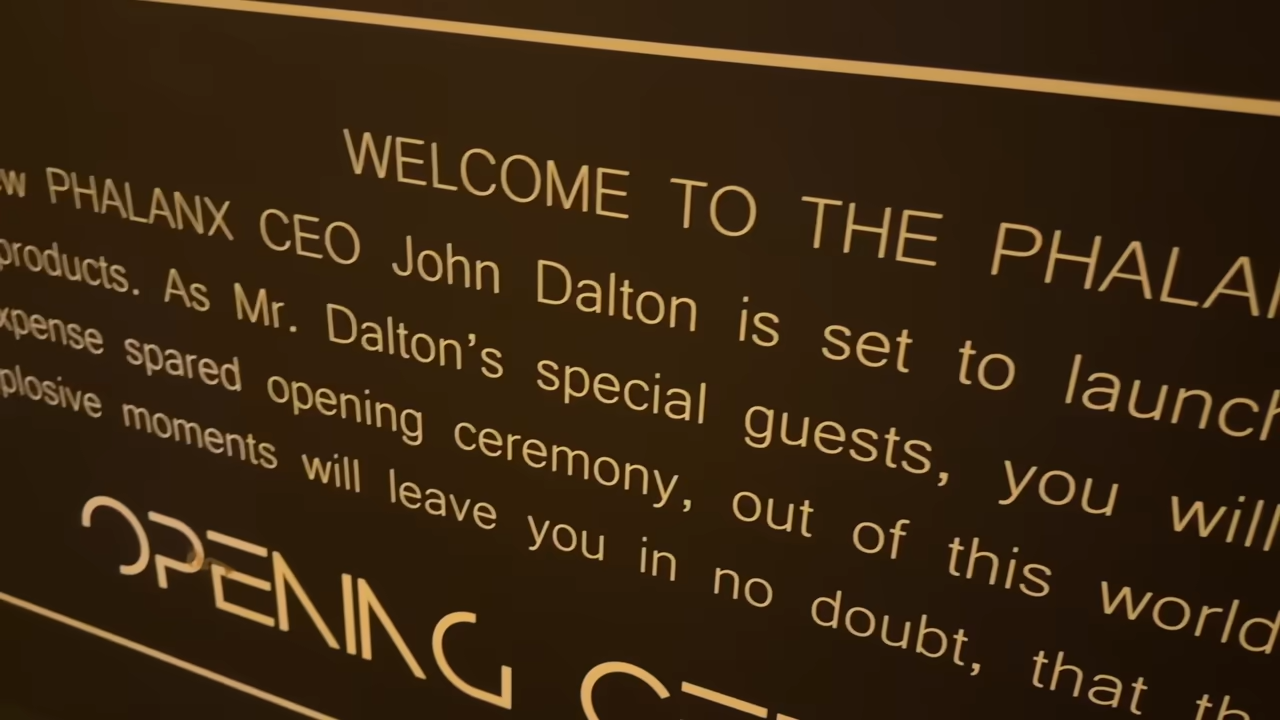 WELCOME TO THE PHALA
PHALANX CEO John Dalton is set to launch
products. As Mr. Dalton's special guests, you will
spared opening ceremony, out of this world
moments will leave you in no doubt, that
OPENING